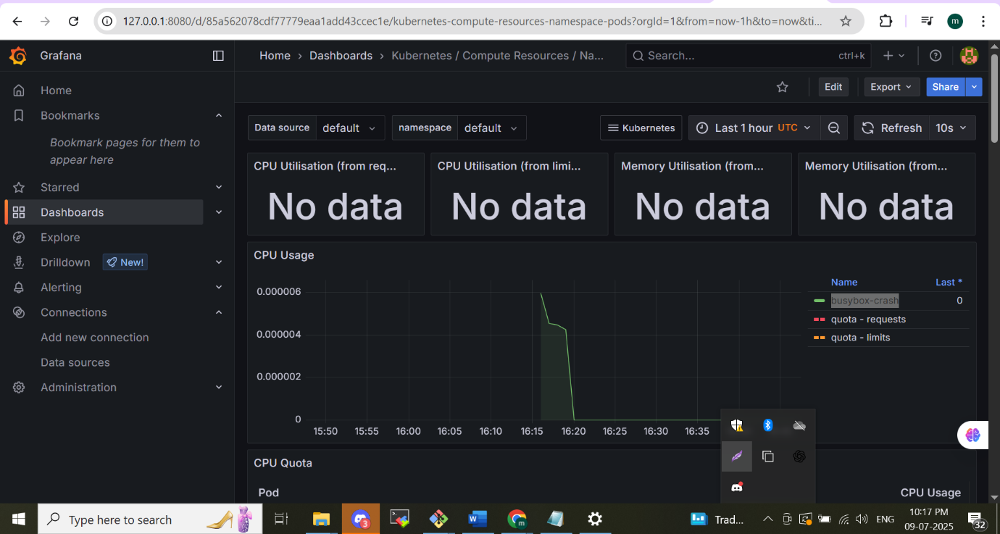 127.0.0.1:8080/d/85a562078cdf77779eaa1add43ccec1e/kubernetes-compute-resources-namespace-pods?orgId=1&from=now-1h&to=now&ti...
m
Grafana
Home › Dashboards › Kubernetes / Compute Resources / Na...
Search...
ctrl+k
Home
Bookmarks
Bookmark pages for them to
appear here
Starred
Dashboards
Explore
Drilldown
New!
Alerting
Connections
Add new connection
Data sources
Administration
Edit
Export
Share
Data source
default
namespace
default
Kubernetes
Last 1 hour UTC
Refresh
10s
CPU Utilisation (from req...
No data
CPU Utilisation (from limi...
No data
Memory Utilisation (from...
No data
Memory Utilisation (from...
No data
CPU Usage
0.000006
0.000004
0.000002
0
15:50 15:55 16:00 16:05 16:10 16:15 16:20 16:25 16:30 16:35
Name Last *
busybox-crash 0
quota - requests
quota - limits
CPU Quota
Pod CPU Usage
Type here to search
3
m
Trad...
ENG
10:17 PM
09-07-2025
32